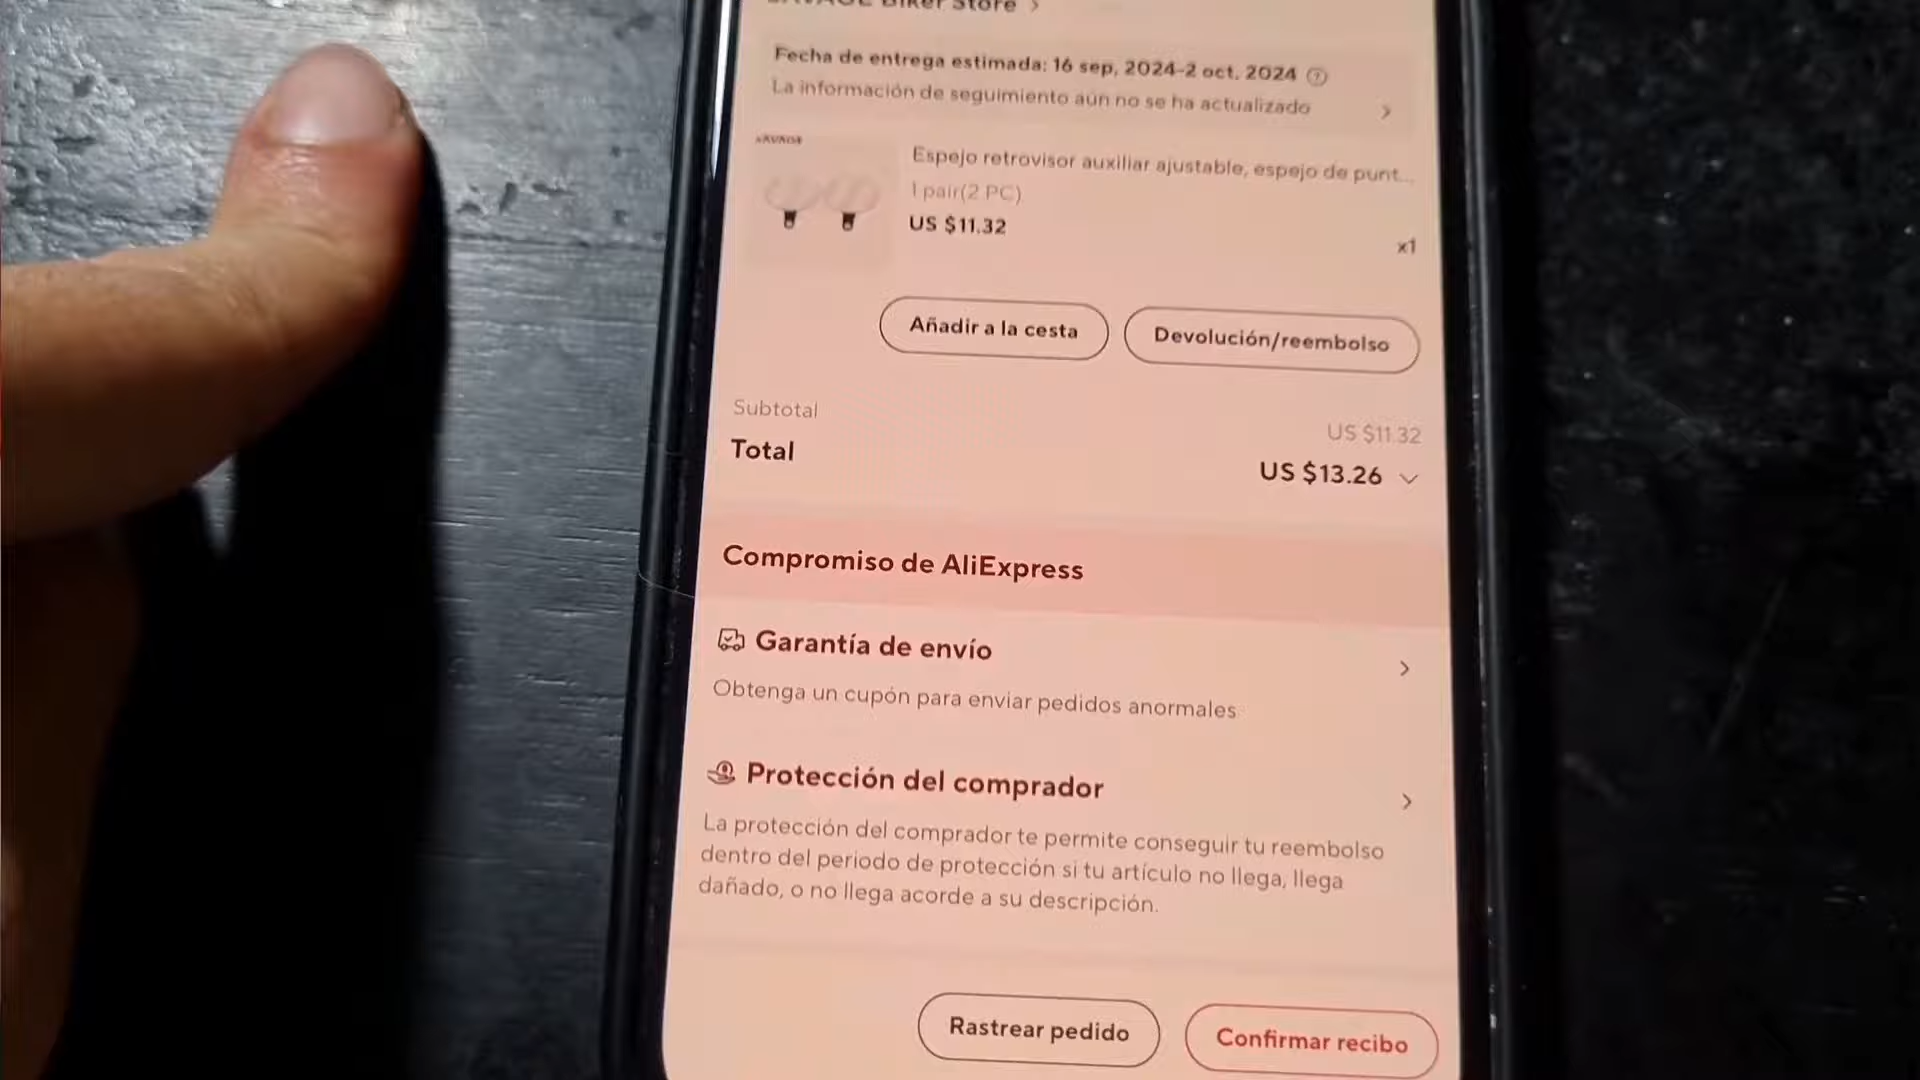 Biker Store >
Fecha de entrega estimada: 16 sep, 2024-2 oct. 2024
La información de seguimiento aún no se ha actualizado
Espejo retrovisor auxiliar ajustable, espejo de punt...
1 pair(2 PC)
US $11.32
x1
Añadir a la cesta
Devolución/reembolso
Subtotal
US $11.32
Total
US $13.26
Compromiso de AliExpress
Garantía de envío
Obtenga un cupón para enviar pedidos anormales
Protección del comprador
La protección del comprador te permite conseguir tu reembolso
dentro del periodo de protección si tu artículo no llega, llega
dañado, o no llega acorde a su descripción.
Rastrear pedido
Confirmar recibo